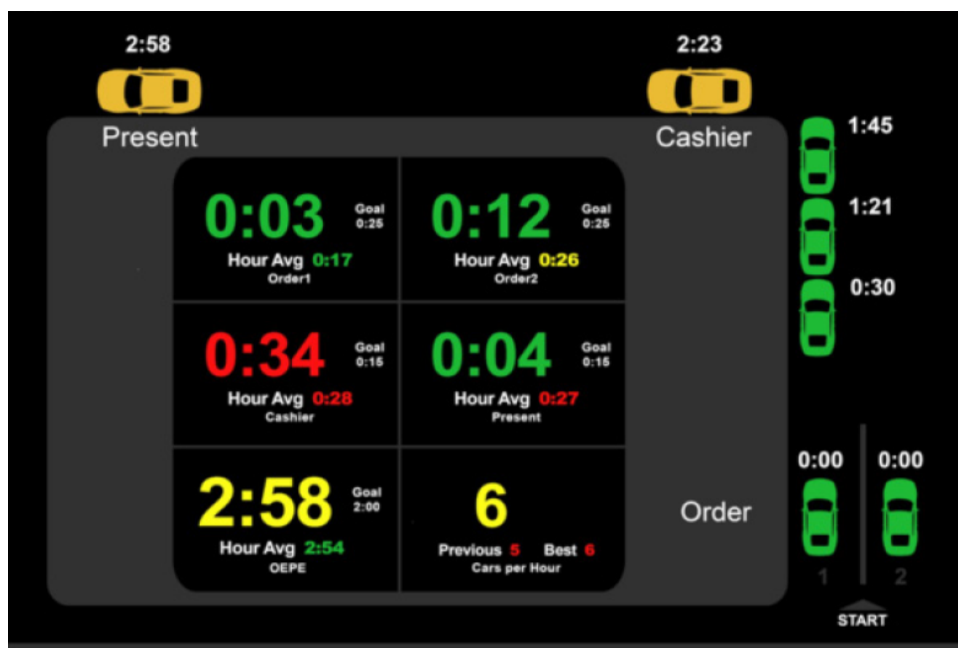 2:58
2:23
Present
Cashier
1:45
1:21
0:30
0:03
Goal
0:25
Hour Avg 0:17
Order1
0:12
Goal
0:25
Hour Avg 0:26
Order2
0:34
Goal
0:15
Hour Avg 0:28
Cashier
0:04
Goal
0:15
Hour Avg 0:27
Present
2:58
Goal
2:00
Hour Avg 2:54
OEPE
6
Previous 5 Best 6
Cars per Hour
Order
0:00
0:00
1
2
START